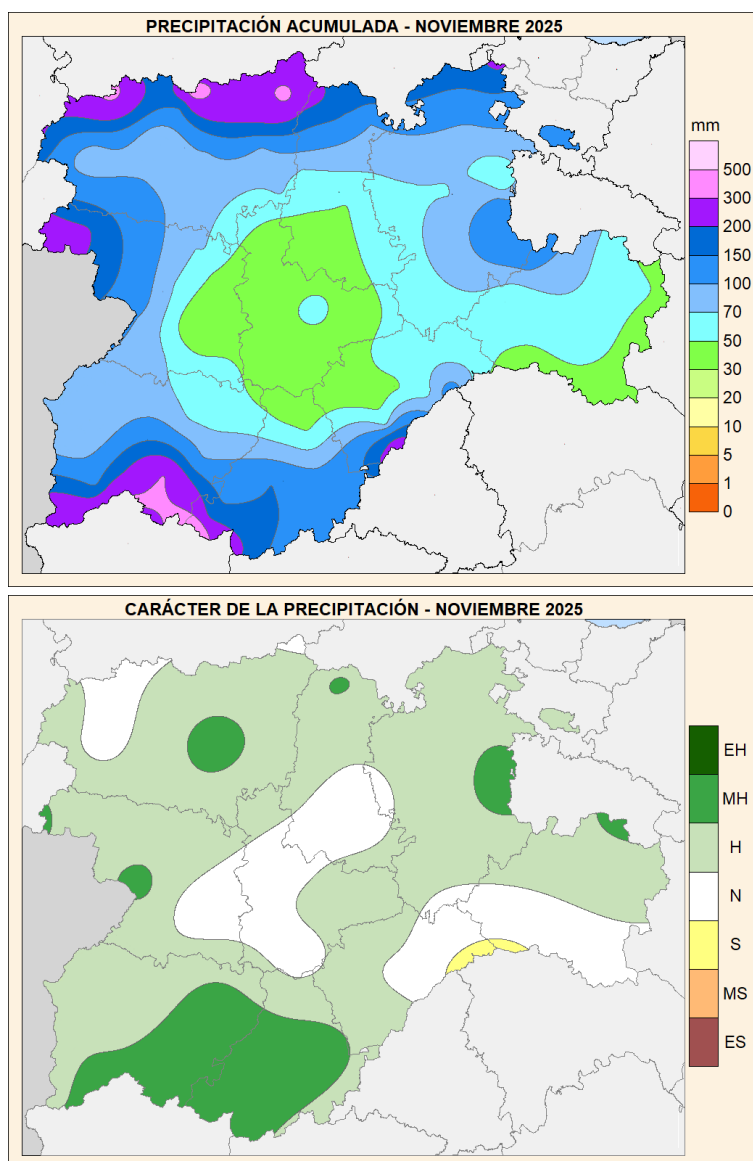 PRECIPITACIÓN ACUMULADA - NOVIEMBRE 2025
mm
500
300
200
150
100
70
50
30
20
10
5
1
0
CARÁCTER DE LA PRECIPITACIÓN - NOVIEMBRE 2025
EH
MH
H
N
S
MS
ES